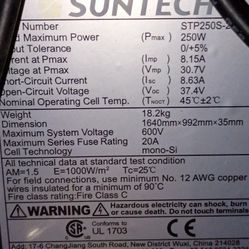 SUNTECH
Number STP250S-2
Maximum Power (Pmax) 250W
Tolerance 0/+5%
at Pmax (Imp) 8.15A
at Pmax (Vmp) 30.7V
Short-Circuit Current (Isc) 8.63A
Open-Circuit Voltage (Voc) 37.4V
Nominal Operating Cell Temp. (TNOCT) 45°C±2°C
Weight 18.2kg
Dimension 1640mm×992mm×35mm
Maximum System Voltage 600V
Maximum Series Fuse Rating 20A
Cell Technology mono-Si
All technical data at standard test condition
AM=1.5 E=1000W/m² Tc=25°C
For field connections, use minimum No. 12 AWG copper
wires insulated for a minimum of 90°C
Fire class rating: Fire Class C
WARNING Hazardous electricity can shock, burn
or cause death. Do not touch terminals
LISTED
UL 1703
Add: 17-6 ChangJiang South Road, New District Wuxi, China 214028